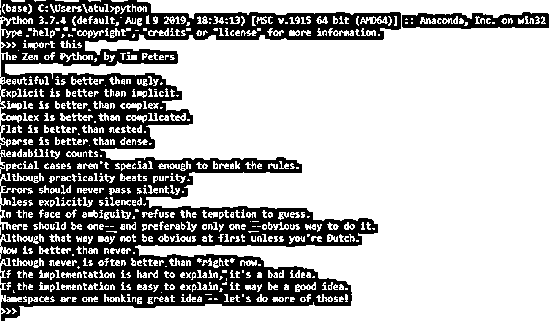 (base) C:\Users\atul>python
Python 3.7.4 (default, Aug 9 2019, 18:34:13) [MSC v.1915 64 bit (AMD64)] :: Anaconda, Inc. on win32
Type "help", "copyright", "credits" or "license" for more information.
>>> import this
The Zen of Python, by Tim Peters
Beautiful is better than ugly.
Explicit is better than implicit.
Simple is better than complex.
Complex is better than complicated.
Flat is better than nested.
Sparse is better than dense.
Readability counts.
Special cases aren't special enough to break the rules.
Although practicality beats purity.
Errors should never pass silently.
Unless explicitly silenced.
In the face of ambiguity, refuse the temptation to guess.
There should be one-- and preferably only one --obvious way to do it.
Although that way may not be obvious at first unless you're Dutch.
Now is better than never.
Although never is often better than *right* now.
If the implementation is hard to explain, it's a bad idea.
If the implementation is easy to explain, it may be a good idea.
Namespaces are one honking great idea -- let's do more of those!
>>>